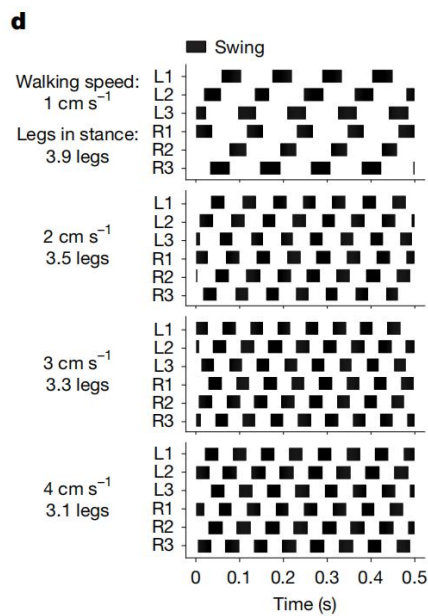 d
Swing
Walking speed:
1 cm s⁻¹
Legs in stance:
3.9 legs
L1
L2
L3
R1
R2
R3
2 cm s⁻¹
3.5 legs
L1
L2
L3
R1
R2
R3
3 cm s⁻¹
3.3 legs
L1
L2
L3
R1
R2
R3
4 cm s⁻¹
3.1 legs
L1
L2
L3
R1
R2
R3
0 0.1 0.2 0.3 0.4 0.5
Time (s)